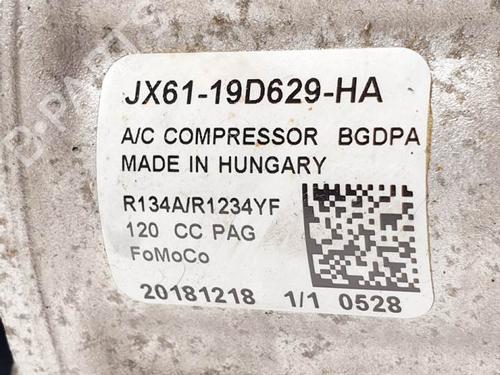 JX61-19D629-HA
A/C COMPRESSOR BGDPA
MADE IN HUNGARY
R134A/R1234YF
120 CC PAG
FoMoCo
20181218 1/1 0528